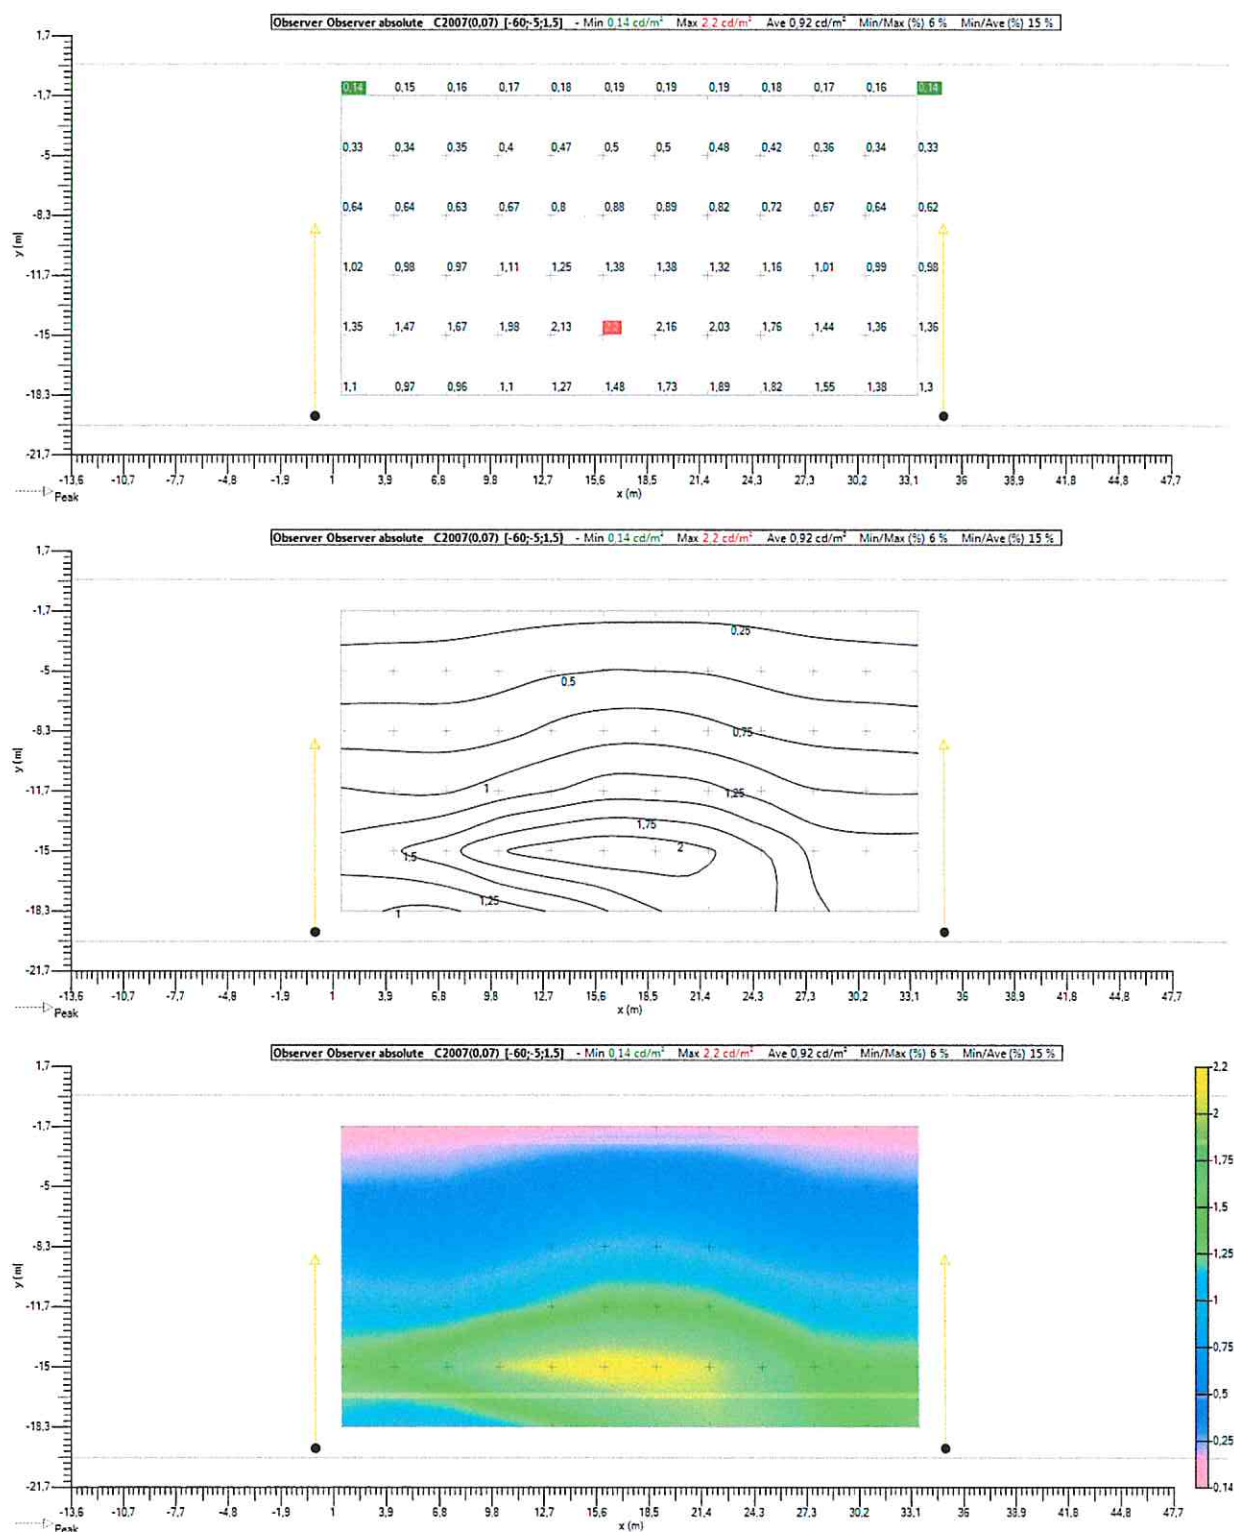 Observer Observer absolute C2007(0,07) [-60;-5;1,5] - Min 0,14 cd/m² Max 2,2 cd/m² Ave 0,92 cd/m² Min/Max (%) 6 % Min/Ave (%) 15 %
1,7
0,14 0,15 0,16 0,17 0,18 0,19 0,19 0,19 0,18 0,17 0,16 0,14
-1,7
0,33 0,34 0,35 0,4 0,47 0,5 0,5 0,48 0,42 0,36 0,34 0,33
-5
0,64 0,64 0,63 0,67 0,8 0,88 0,89 0,82 0,72 0,67 0,64 0,62
-8,3
y (m)
1,02 0,98 0,97 1,11 1,25 1,38 1,38 1,32 1,16 1,01 0,99 0,98
-11,7
1,35 1,47 1,67 1,98 2,13 2,2 2,16 2,03 1,76 1,44 1,36 1,36
-15
1,1 0,97 0,96 1,1 1,27 1,48 1,73 1,89 1,82 1,55 1,38 1,3
-18,3
-21,7
-13,6 -10,7 -7,7 -4,8 -1,9 1 3,9 6,8 9,8 12,7 15,6 18,5 21,4 24,3 27,3 30,2 33,1 36 38,9 41,8 44,8 47,7
Peak
x (m)
Observer Observer absolute C2007(0,07) [-60;-5;1,5] - Min 0,14 cd/m² Max 2,2 cd/m² Ave 0,92 cd/m² Min/Max (%) 6 % Min/Ave (%) 15 %
1,7
-1,7
0,25
-5
0,5
-8,3
0,75
y (m)
-11,7
1 1,25
1,75
-15
1,5 2
1,25
-18,3
1
-21,7
-13,6 -10,7 -7,7 -4,8 -1,9 1 3,9 6,8 9,8 12,7 15,6 18,5 21,4 24,3 27,3 30,2 33,1 36 38,9 41,8 44,8 47,7
Peak
x (m)
Observer Observer absolute C2007(0,07) [-60;-5;1,5] - Min 0,14 cd/m² Max 2,2 cd/m² Ave 0,92 cd/m² Min/Max (%) 6 % Min/Ave (%) 15 %
1,7
-1,7
-5
-8,3
y (m)
-11,7
-15
-18,3
-21,7
2,2
2
1,75
1,5
1,25
1
0,75
0,5
0,25
0,14
-13,6 -10,7 -7,7 -4,8 -1,9 1 3,9 6,8 9,8 12,7 15,6 18,5 21,4 24,3 27,3 30,2 33,1 36 38,9 41,8 44,8 47,7
Peak
x (m)